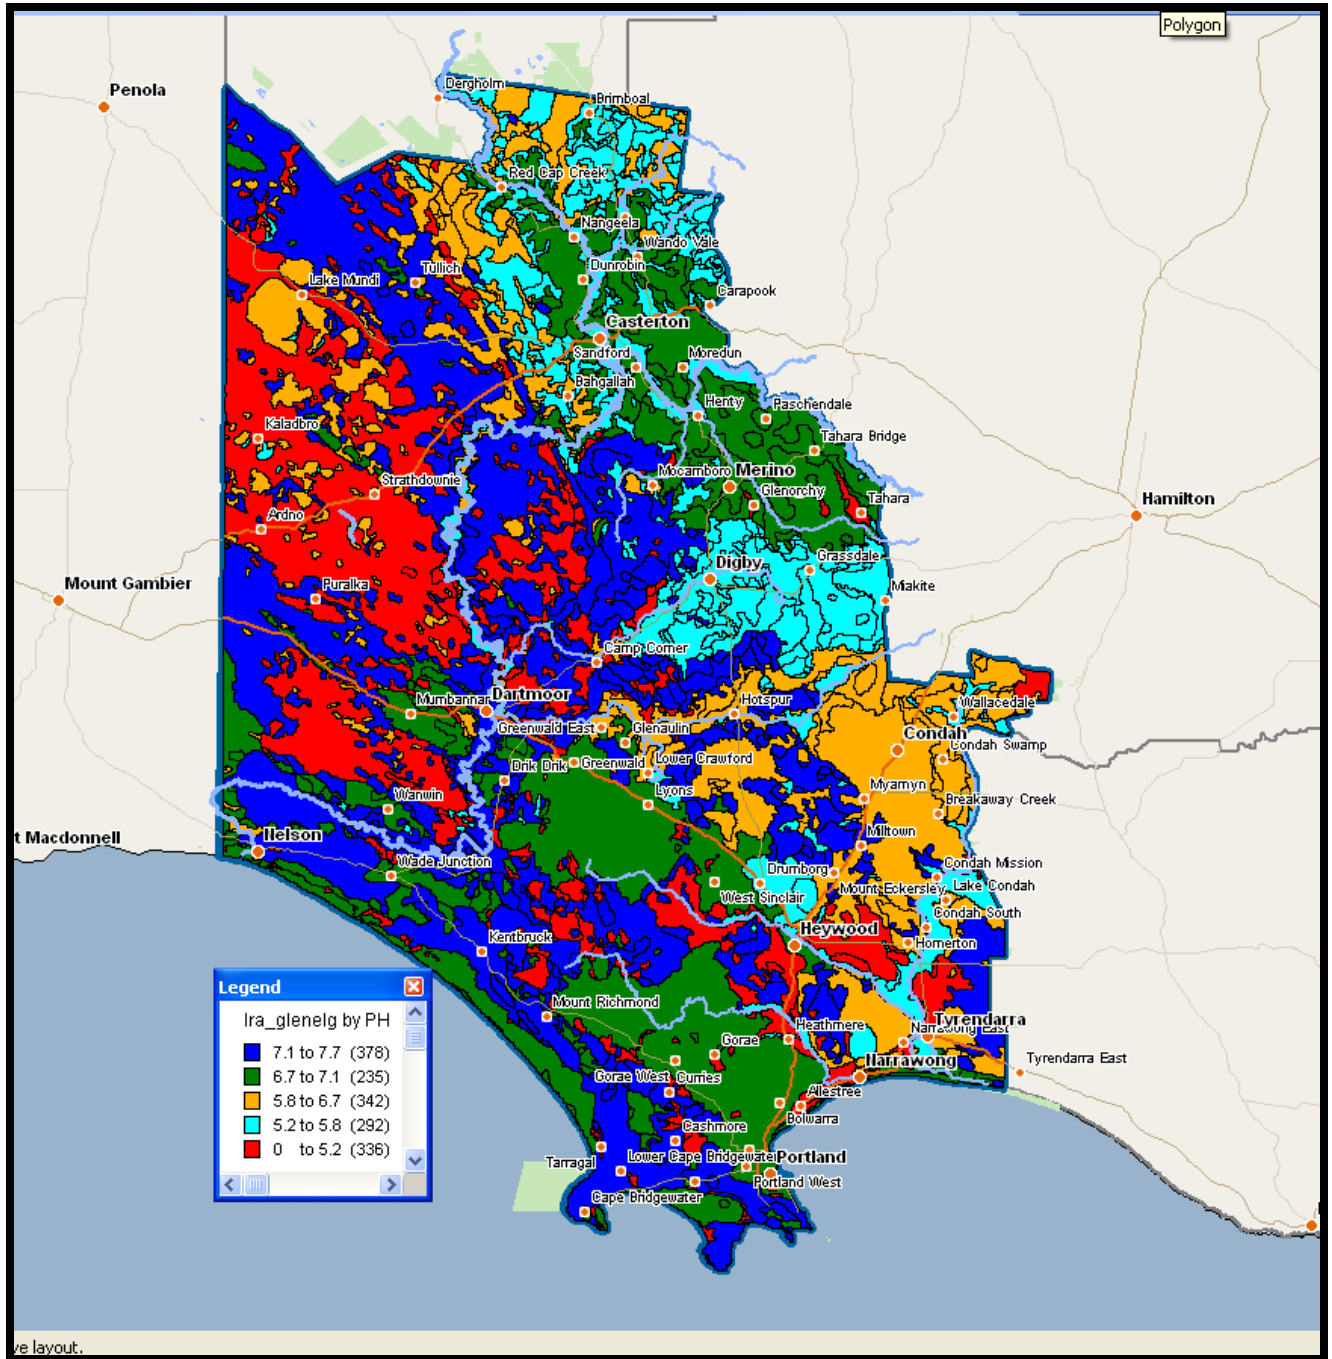 Polygon
Penola
Dergholm
Brimboal
Red Cap Creek
Nangeela
Wando Vale
Dunrobin
Tullich
Lake Mundi
Carapook
Casterton
Sandford
Moredun
Bahgallah
Henty
Paschendale
Kaladbro
Tahara Bridge
Mocamboro
Merino
Strathdownie
Glenorchy
Tahara
Hamilton
Ardno
Grassdale
Digby
Mount Gambier
Puralka
Miakite
Camp Corner
Dartmoor
Mumbannar
Hotspur
Wallacedale
Greenwald East
Glenaulin
Condah
Condah Swamp
Drik Drik
Greenwald
Lower Crawford
Lyons
Myamyn
Breakaway Creek
Wanwin
t Macdonnell
Nelson
Milltown
Wade Junction
Drumborg
Condah Mission
Mount Eckersley
Lake Condah
West Sinclair
Condah South
Heywood
Homerton
Kentbruck
Legend
Mount Richmond
lra_glenelg by PH
Tyrendarra
Narrawong East
Heathmere
Gorae
7.1 to 7.7 (378)
Tyrendarra East
Narrawong
6.7 to 7.1 (235)
Gorae West
Curries
Allestree
5.8 to 6.7 (342)
Bolwarra
5.2 to 5.8 (292)
Cashmore
0 to 5.2 (336)
Tarragal
Lower Cape Bridgewater
Portland
Portland West
Cape Bridgewater
ve layout.